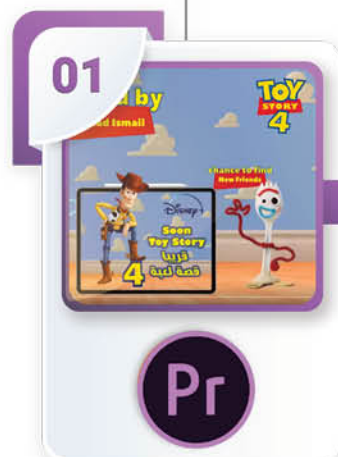 01
by
Ismail
TOY
STORY
4
Chance to Find
New Friends
Disney
Soon
Toy Story
قريبا
قصة لعبة
4
Pr